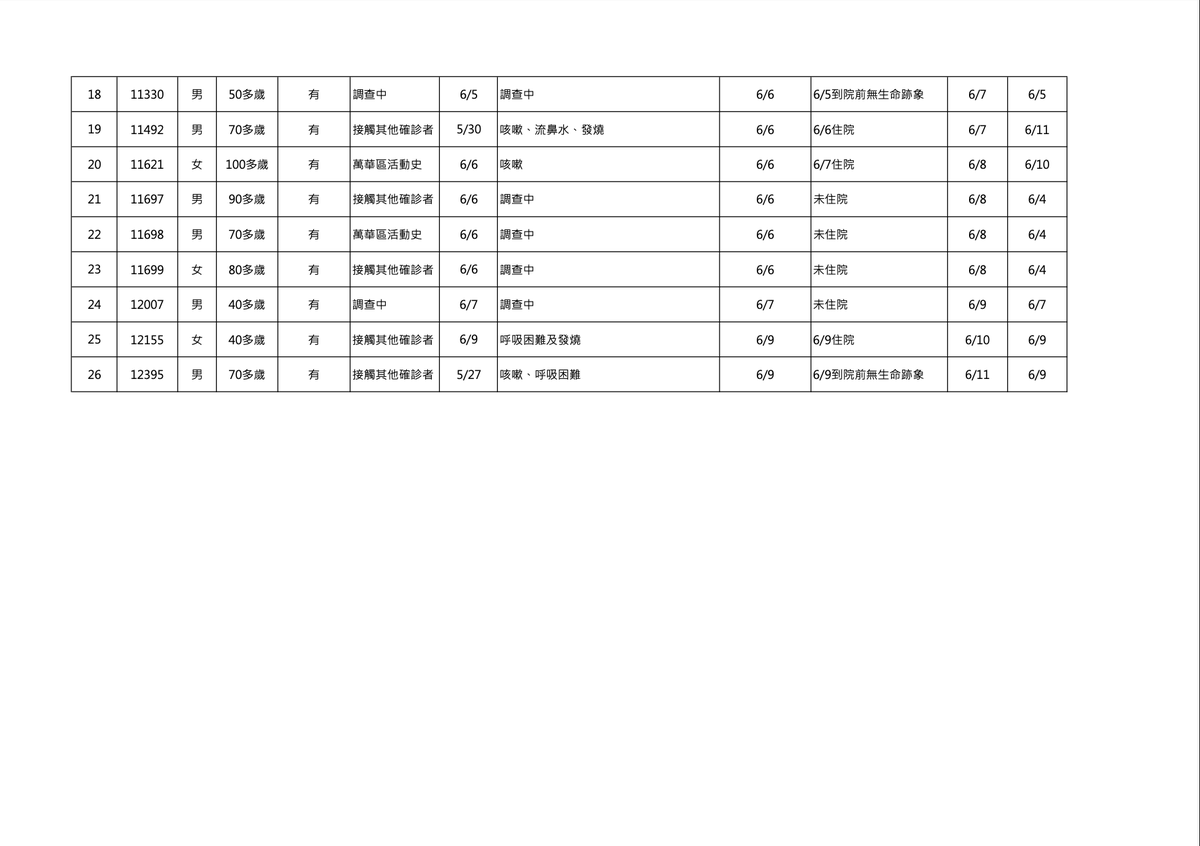 18 11330 男 50多歲 有 調查中 6/5 調查中 6/6 6/5到院前無生命跡象 6/7 6/5
19 11492 男 70多歲 有 接觸其他確診者 5/30 咳嗽、流鼻水、發燒 6/6 6/6住院 6/7 6/11
20 11621 女 100多歲 有 萬華區活動史 6/6 咳嗽 6/6 6/7住院 6/8 6/10
21 11697 男 90多歲 有 接觸其他確診者 6/6 調查中 6/6 未住院 6/8 6/4
22 11698 男 70多歲 有 萬華區活動史 6/6 調查中 6/6 未住院 6/8 6/4
23 11699 女 80多歲 有 接觸其他確診者 6/6 調查中 6/6 未住院 6/8 6/4
24 12007 男 40多歲 有 調查中 6/7 調查中 6/7 未住院 6/9 6/7
25 12155 女 40多歲 有 接觸其他確診者 6/9 呼吸困難及發燒 6/9 6/9住院 6/10 6/9
26 12395 男 70多歲 有 接觸其他確診者 5/27 咳嗽、呼吸困難 6/9 6/9到院前無生命跡象 6/11 6/9